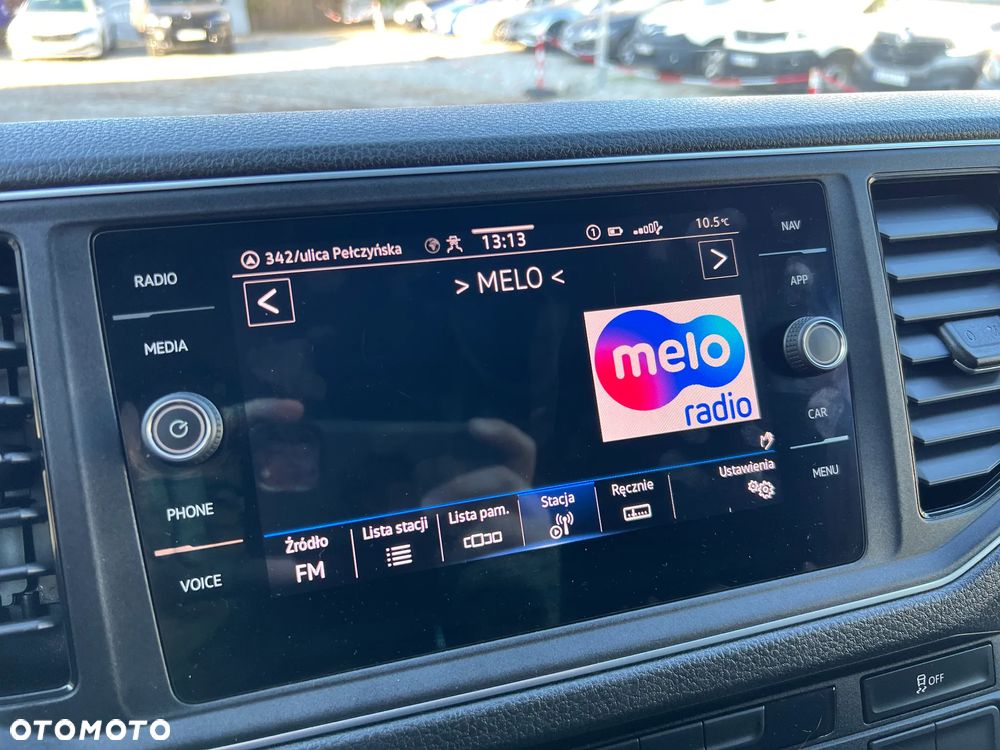 342/ulica Pełczyńska
13:13
1
10.5°C
> MELO <
<
>
melo
radio
Źródło
FM
Lista stacji
Lista pam.
Stacja
Ręcznie
Ustawienia
RADIO
MEDIA
PHONE
VOICE
NAV
APP
CAR
MENU
OFF
OTOMOTO